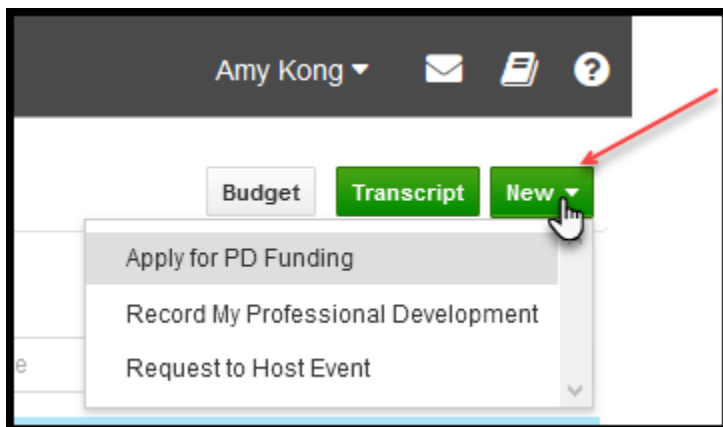 Amy Kong
Budget Transcript New
Apply for PD Funding
Record My Professional Development
e
Request to Host Event